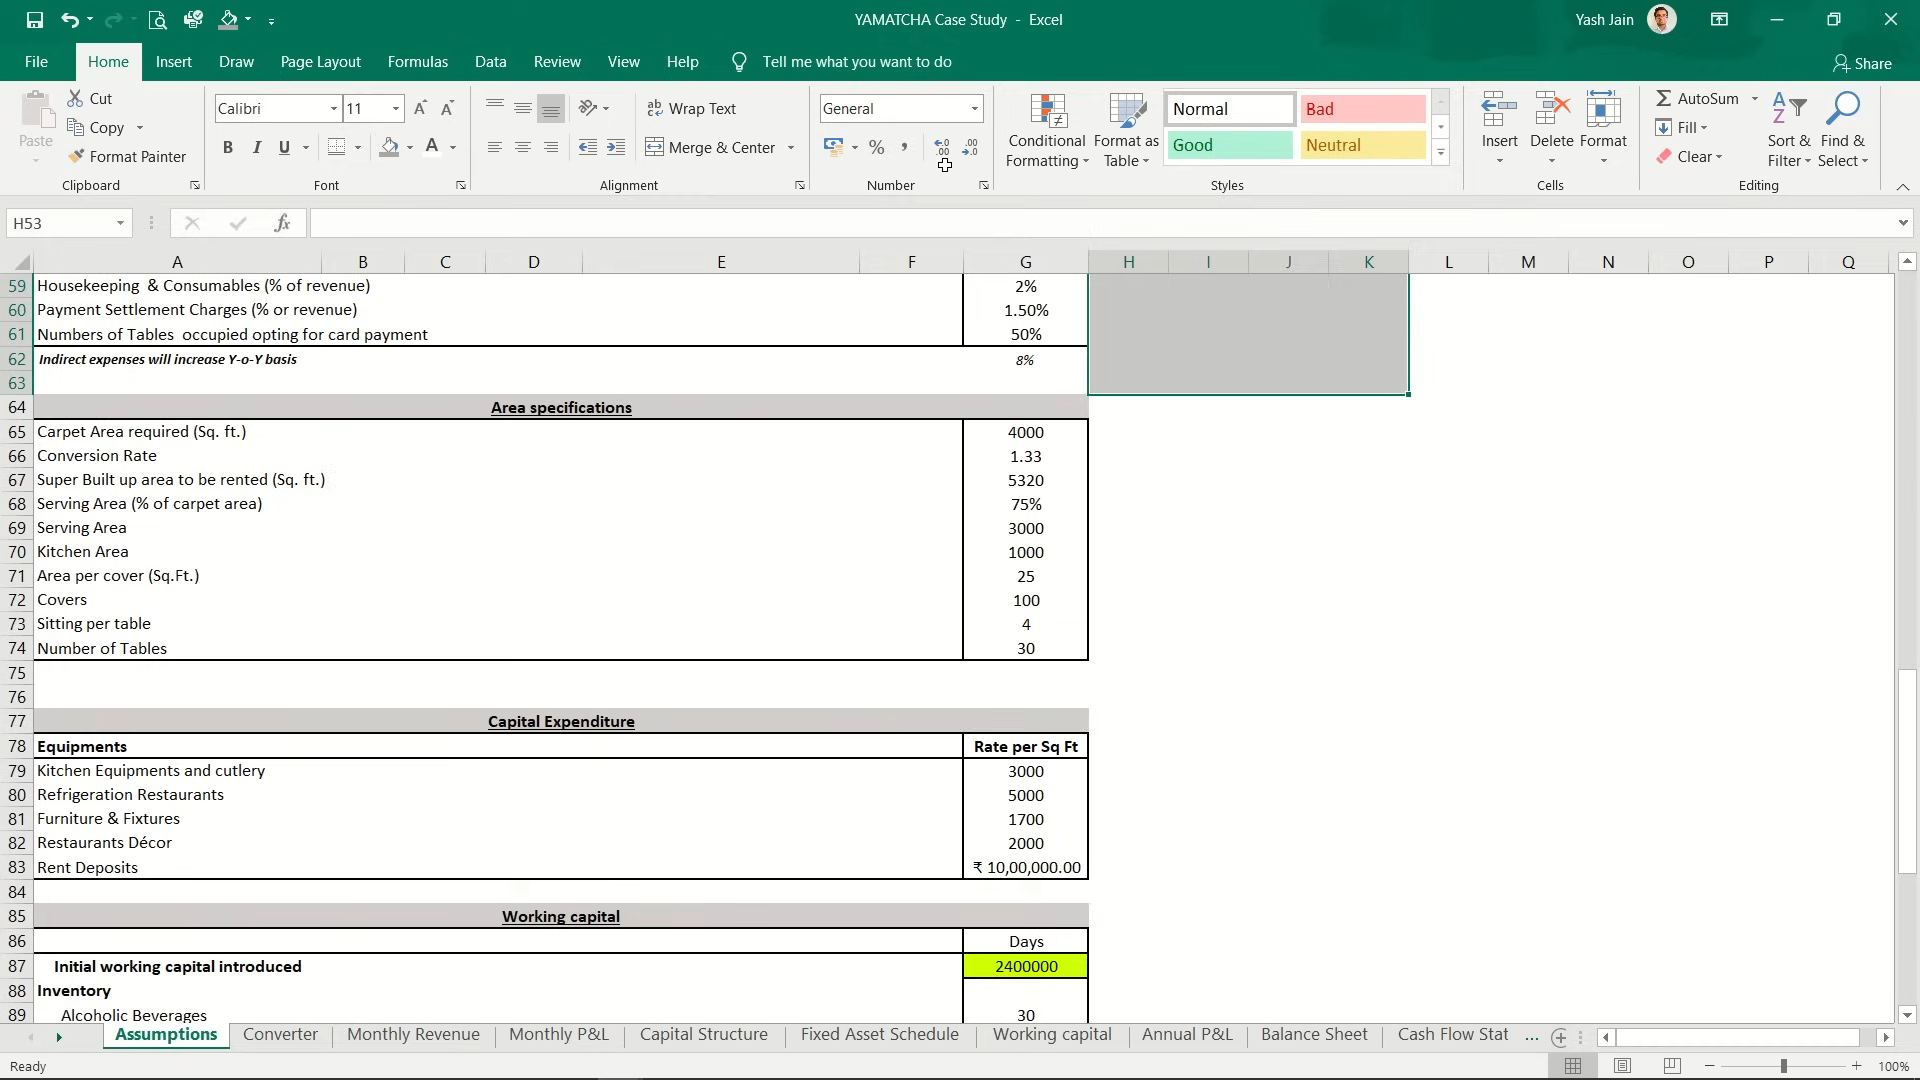 YAMATCHA Case Study - Excel
Yash Jain
File Home Insert Draw Page Layout Formulas Data Review View Help Tell me what you want to do
Share
Paste
Cut
Copy
Format Painter
Clipboard
Calibri 11
B I U
Font
Wrap Text
Merge & Center
Alignment
General
Number
Conditional Formatting
Format as Table
Normal Bad
Good Neutral
Styles
Insert Delete Format
Cells
AutoSum
Fill
Clear
Sort & Filter
Find & Select
Editing
H53
A B C D E F G H I J K L M N O P Q
59 Housekeeping & Consumables (% of revenue) 2%
60 Payment Settlement Charges (% or revenue) 1.50%
61 Numbers of Tables occupied opting for card payment 50%
62 Indirect expenses will increase Y-o-Y basis 8%
63
64 Area specifications
65 Carpet Area required (Sq. ft.) 4000
66 Conversion Rate 1.33
67 Super Built up area to be rented (Sq. ft.) 5320
68 Serving Area (% of carpet area) 75%
69 Serving Area 3000
70 Kitchen Area 1000
71 Area per cover (Sq.Ft.) 25
72 Covers 100
73 Sitting per table 4
74 Number of Tables 30
75
76
77 Capital Expenditure
78 Equipments Rate per Sq Ft
79 Kitchen Equipments and cutlery 3000
80 Refrigeration Restaurants 5000
81 Furniture & Fixtures 1700
82 Restaurants Décor 2000
83 Rent Deposits ₹ 10,00,000.00
84
85 Working capital
86 Days
87 Initial working capital introduced 2400000
88 Inventory
89 Alcoholic Beverages 30
Assumptions Converter Monthly Revenue Monthly P&L Capital Structure Fixed Asset Schedule Working capital Annual P&L Balance Sheet Cash Flow Stat ...
Ready
100%